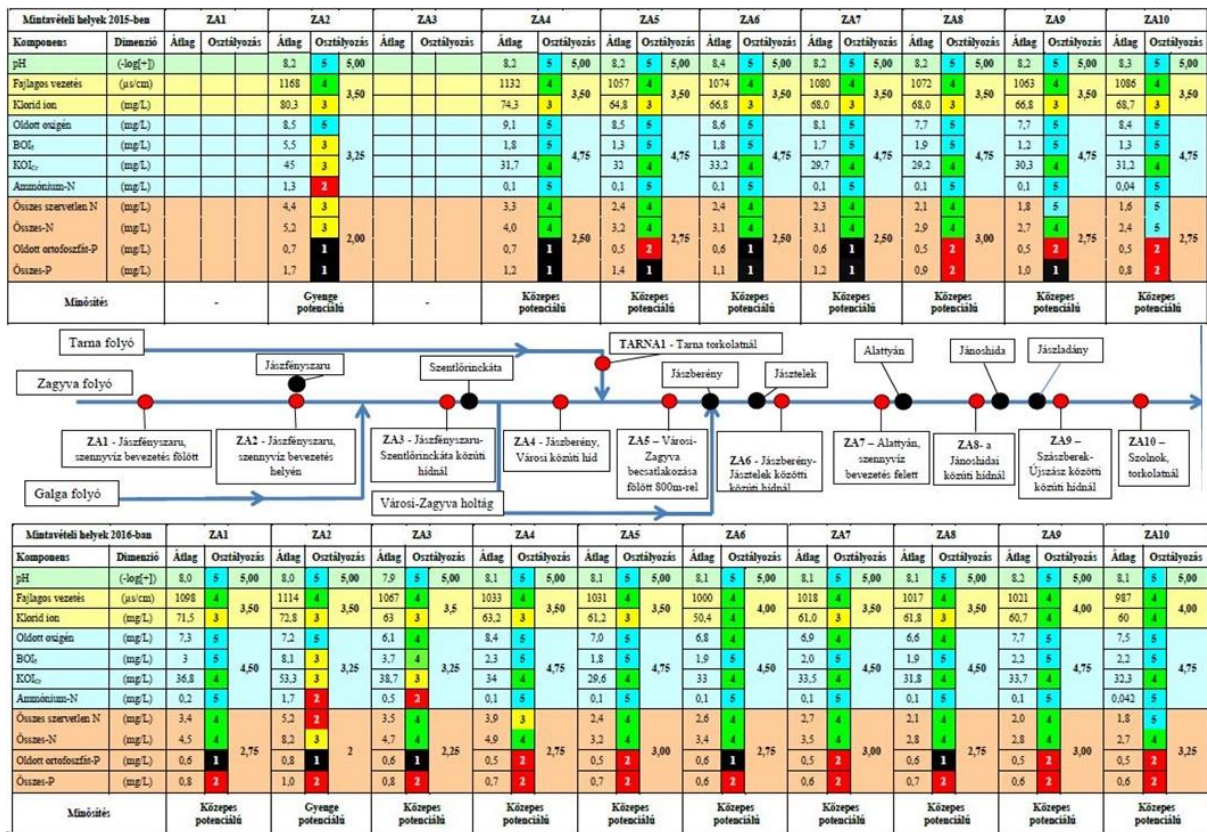 Mintavételi helyek 2015-ben ZA1 ZA2 ZA3 ZA4 ZA5 ZA6 ZA7 ZA8 ZA9 ZA10
Komponens Dimenzió Átlag Osztályozás Átlag Osztályozás Átlag Osztályozás Átlag Osztályozás Átlag Osztályozás Átlag Osztályozás Átlag Osztályozás Átlag Osztályozás Átlag Osztályozás Átlag Osztályozás
pH (-log[+]) 8,2 5 5,00 8,2 5 5,00 8,2 5 5,00 8,4 5 5,00 8,2 5 5,00 8,2 5 5,00 8,2 5 5,00 8,3 5 5,00
Fajlagos vezetés (µs/cm) 1168 4 3,50 1132 4 3,50 1057 4 3,50 1074 4 3,50 1080 4 3,50 1072 4 3,50 1063 4 3,50 1086 4 3,50
Klorid ion (mg/L) 80,3 3 74,3 3 64,8 3 66,8 3 68,0 3 68,0 3 66,8 3 68,7 3
Oldott oxigén (mg/L) 8,5 5 3,25 9,1 5 4,75 8,5 5 4,75 8,6 5 4,75 8,1 5 4,75 7,7 5 4,75 7,7 5 4,75 8,4 5 4,75
BOI₅ (mg/L) 5,5 3 1,8 5 1,3 5 1,8 5 1,7 5 1,9 5 1,2 5 1,3 5
KOICr (mg/L) 45 3 31,7 4 32 4 33,2 4 29,7 4 29,2 4 30,3 4 31,2 4
Ammónium-N (mg/L) 1,3 2 0,1 5 0,1 5 0,1 5 0,1 5 0,1 5 0,1 5 0,04 5
Összes szervetlen N (mg/L) 4,4 3 2,00 3,3 4 2,50 2,4 4 2,75 2,4 4 2,50 2,3 4 2,50 2,1 4 3,00 1,8 5 1,6 5 2,75
Összes-N (mg/L) 5,2 3 4,0 4 3,2 4 3,1 4 3,1 4 2,9 4 2,7 4 2,4 5
Oldott ortofoszfát-P (mg/L) 0,7 1 0,7 1 0,5 2 0,6 1 0,6 1 0,5 2 0,5 2 0,5 2
Összes-P (mg/L) 1,7 1 1,2 1 1,4 1 1,1 1 1,2 1 0,9 2 1,0 1 0,8 2
Minősítés - Gyenge potenciálú - Közepes potenciálú Közepes potenciálú Közepes potenciálú Közepes potenciálú Közepes potenciálú Közepes potenciálú Közepes potenciálú
Tarna folyó
TARNA1 - Tarna torkolatnál
Zagyva folyó
Jászfényszaru
Szentlőrinckáta
Jászberény
Jásztelek
Alattyán
Jánoshida
Jászladány
ZA1 - Jászfényszaru,
szennyvíz bevezetés fölött
ZA2 - Jászfényszaru,
szennyvíz bevezetés
helyén
ZA3 - Jászfényszaru-
Szentlőrinckáta közúti
hídnál
ZA4 - Jászberény,
Városi közúti híd
ZA5 – Városi-
Zagyva
becsatlakozása
fölött 800m-rel
ZA6 - Jászberény-
Jásztelek közötti
közúti hídnál
ZA7 – Alattyán,
szennyvíz
bevezetés felett
ZA8- a
Jánoshidai
közúti hídnál
ZA9 –
Szászberek-
Újszász közötti
közúti hídnál
ZA10 –
Szolnok,
torkolatnál
Galga folyó
Városi-Zagyva holtág
Mintavételi helyek 2016-ban ZA1 ZA2 ZA3 ZA4 ZA5 ZA6 ZA7 ZA8 ZA9 ZA10
Komponens Dimenzió Átlag Osztályozás Átlag Osztályozás Átlag Osztályozás Átlag Osztályozás Átlag Osztályozás Átlag Osztályozás Átlag Osztályozás Átlag Osztályozás Átlag Osztályozás Átlag Osztályozás
pH (-log[+]) 8,0 5 5,00 8,0 5 5,00 7,9 5 5,00 8,1 5 5,00 8,1 5 5,00 8,1 5 5,00 8,1 5 5,00 8,1 5 5,00 8,2 5 5,00 8,1 5 5,00
Fajlagos vezetés (µs/cm) 1098 4 3,50 1114 4 3,50 1067 4 3,5 1033 4 3,50 1031 4 3,50 1000 4 4,00 1018 4 3,50 1017 4 3,50 1021 4 4,00 987 4 4,00
Klorid ion (mg/L) 71,5 3 72,8 3 63 3 63,2 3 61,2 3 50,4 4 61,0 3 61,8 3 60,7 4 60 4
Oldott oxigén (mg/L) 7,3 5 4,50 7,2 5 3,25 6,1 4 3,25 8,4 5 4,75 7,0 5 4,75 6,8 4 4,50 6,9 4 4,50 6,6 4 4,50 7,7 5 4,75 7,5 5 4,75
BOI₅ (mg/L) 3 5 8,1 3 3,7 4 2,3 5 1,8 5 1,9 5 2,0 5 1,9 5 2,2 5 2,2 5
KOICr (mg/L) 36,8 4 53,3 3 38,7 3 34 4 29,6 4 33 4 33,5 4 31,8 4 33,7 4 32,3 4
Ammónium-N (mg/L) 0,2 5 1,7 2 0,5 2 0,1 5 0,1 5 0,1 5 0,1 5 0,1 5 0,1 5 0,042 5
Összes szervetlen N (mg/L) 3,4 4 2,75 5,2 2 2 3,5 4 2,25 3,9 3 2,75 2,4 4 3,00 2,6 4 2,75 2,7 4 3,00 2,1 4 2,75 2,0 4 3,00 1,8 5 3,25
Összes-N (mg/L) 4,5 4 8,2 3 4,7 4 4,9 4 3,2 4 3,4 4 3,5 4 2,8 4 2,8 4 2,7 4
Oldott ortofoszfát-P (mg/L) 0,6 1 0,8 1 0,6 1 0,5 2 0,5 2 0,6 1 0,5 2 0,6 1 0,5 2 0,5 2
Összes-P (mg/L) 0,8 2 1,0 2 0,8 2 0,7 2 0,7 2 0,6 2 0,6 2 0,7 2 0,6 2 0,6 2
Minősítés Közepes potenciálú Gyenge potenciálú Közepes potenciálú Közepes potenciálú Közepes potenciálú Közepes potenciálú Közepes potenciálú Közepes potenciálú Közepes potenciálú Közepes potenciálú